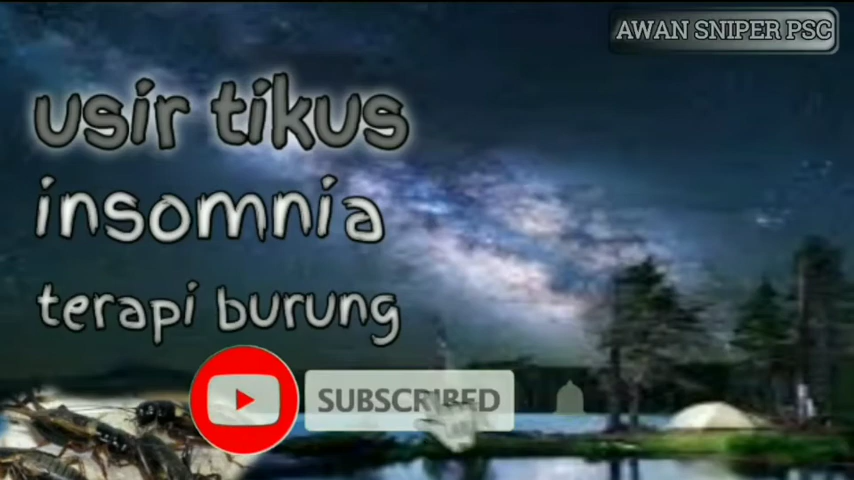 AWAN SNIPER PSC
usir tikus
insomnia
terapi burung
SUBSCRIBED